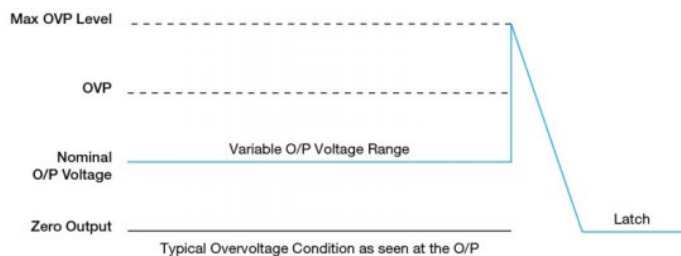 Max OVP Level
OVP
Variable O/P Voltage Range
Nominal
O/P Voltage
Zero Output
Latch
Typical Overvoltage Condition as seen at the O/P